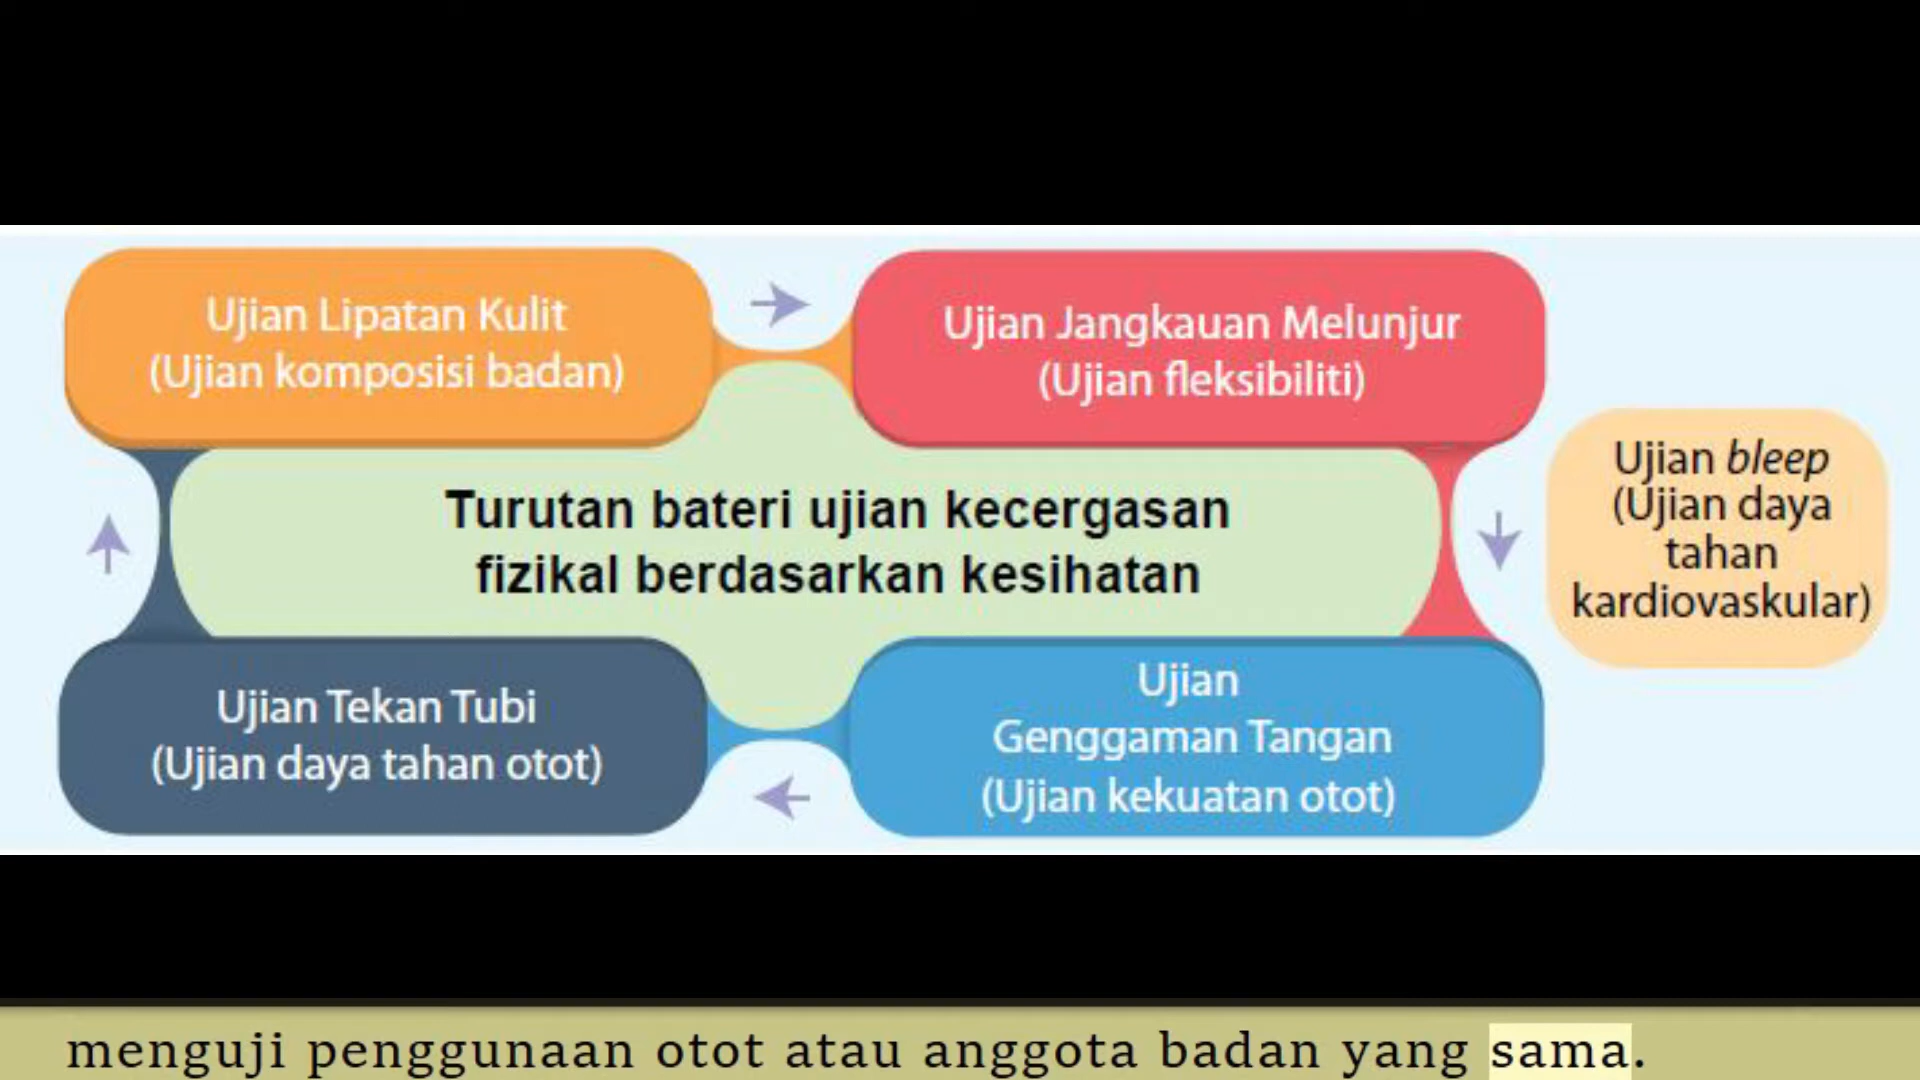 Ujian Lipatan Kulit
(Ujian komposisi badan)
Ujian Jangkauan Melunjur
(Ujian fleksibiliti)
Ujian bleep
(Ujian daya
tahan
kardiovaskular)
Turutan bateri ujian kecergasan
fizikal berdasarkan kesihatan
Ujian Tekan Tubi
(Ujian daya tahan otot)
Ujian
Genggaman Tangan
(Ujian kekuatan otot)
menguji penggunaan otot atau anggota badan yang sama.